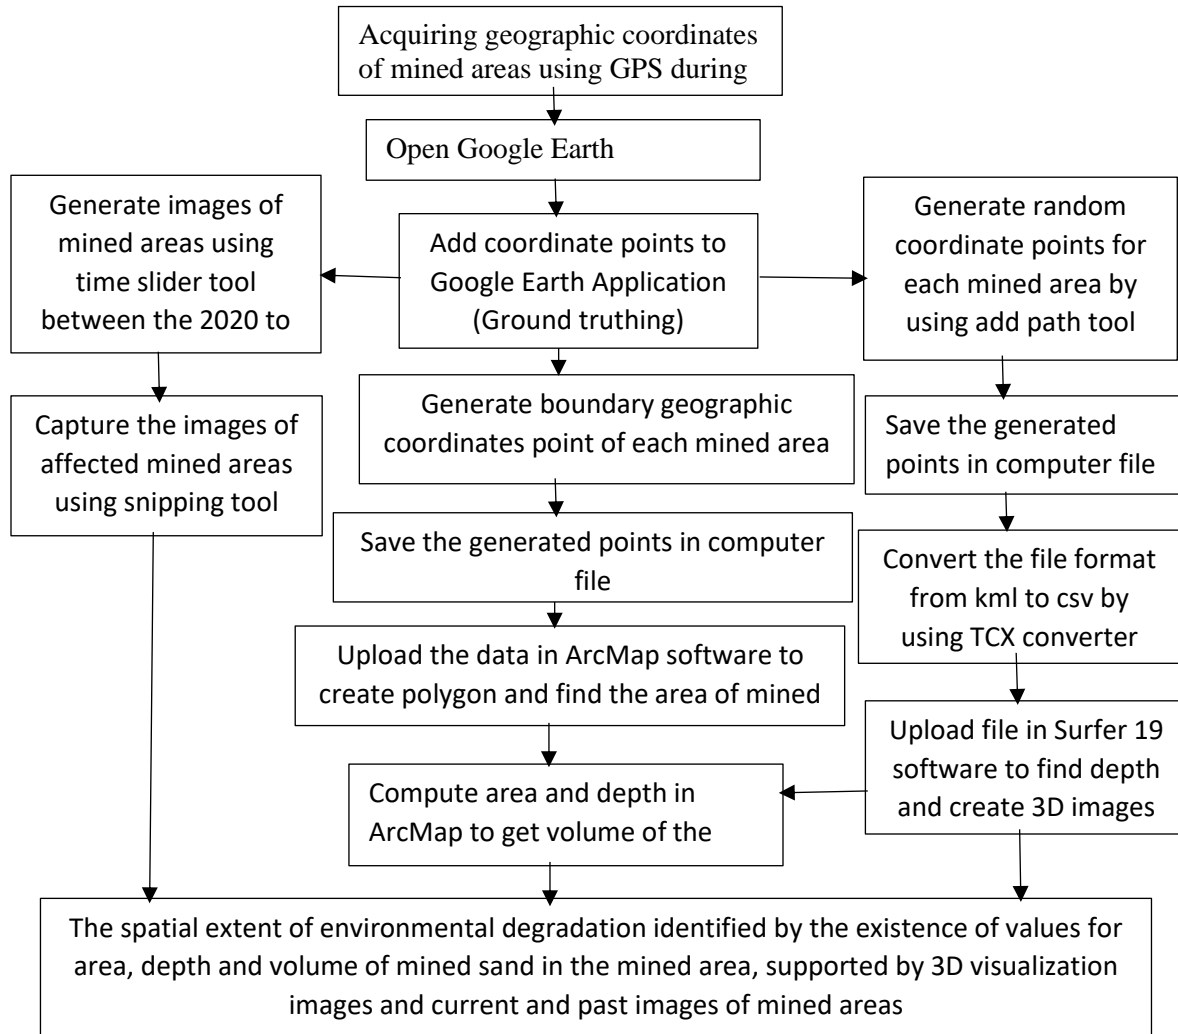 Acquiring geographic coordinates
of mined areas using GPS during
Open Google Earth
Generate images of
mined areas using
time slider tool
between the 2020 to
Add coordinate points to
Google Earth Application
(Ground truthing)
Generate random
coordinate points for
each mined area by
using add path tool
Capture the images of
affected mined areas
using snipping tool
Generate boundary geographic
coordinates point of each mined area
Save the generated
points in computer file
Save the generated points in computer
file
Convert the file format
from kml to csv by
using TCX converter
Upload the data in ArcMap software to
create polygon and find the area of mined
Upload file in Surfer 19
software to find depth
and create 3D images
Compute area and depth in
ArcMap to get volume of the
The spatial extent of environmental degradation identified by the existence of values for
area, depth and volume of mined sand in the mined area, supported by 3D visualization
images and current and past images of mined areas